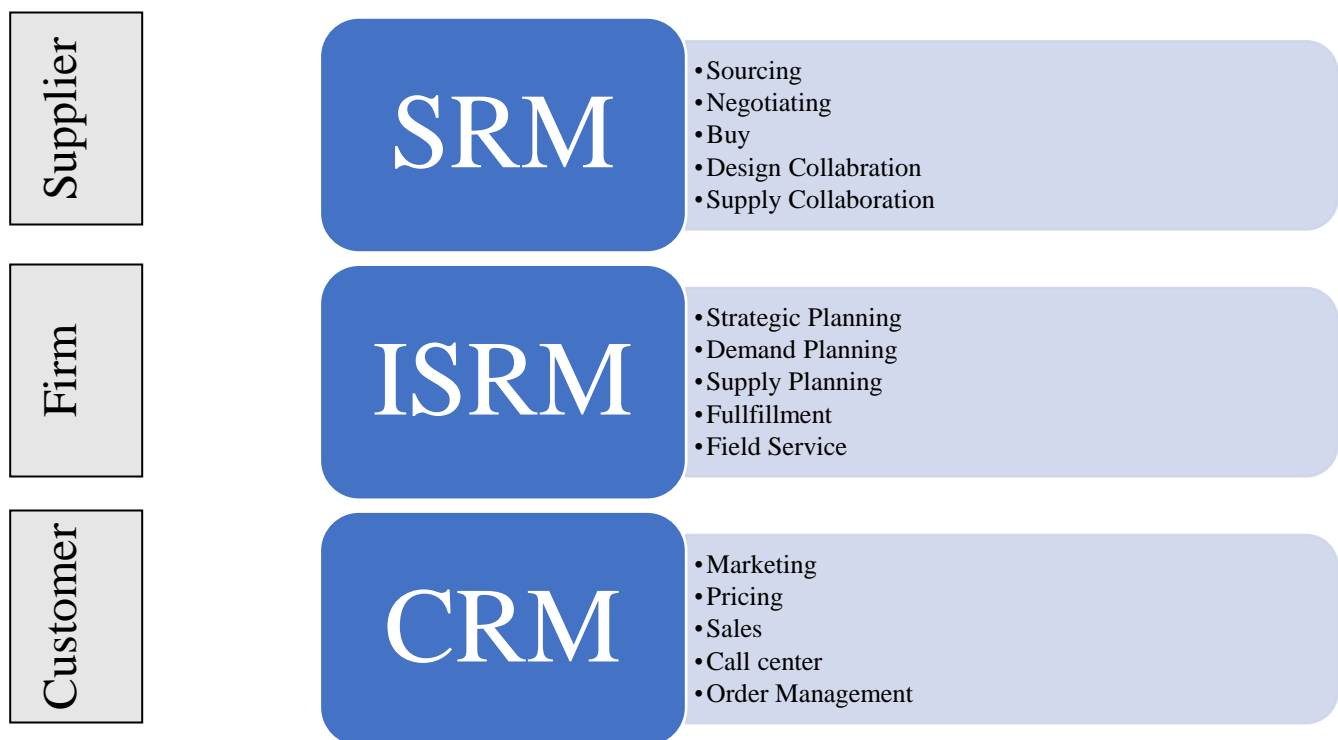 Supplier
SRM
•Sourcing
•Negotiating
•Buy
•Design Collabration
•Supply Collaboration
Firm
ISRM
•Strategic Planning
•Demand Planning
•Supply Planning
•Fullfillment
•Field Service
Customer
CRM
•Marketing
•Pricing
•Sales
•Call center
•Order Management